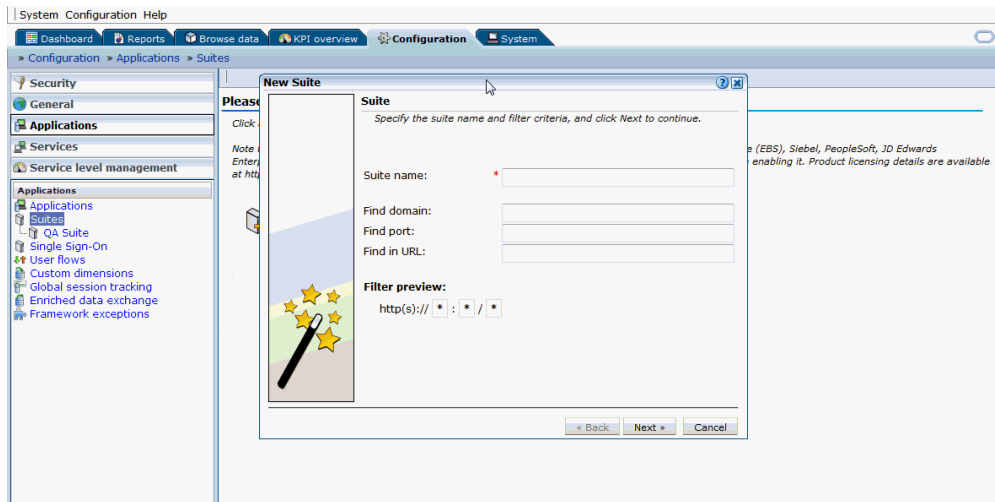 System Configuration Help
Dashboard Reports Browse data KPI overview Configuration System
» Configuration » Applications » Suites
Security
General
Applications
Services
Service level management
Applications
Applications
Suites
QA Suite
Single Sign-On
User flows
Custom dimensions
Global session tracking
Enriched data exchange
Framework exceptions
Please
Click
Note
e (EBS), Siebel, PeopleSoft, JD Edwards
enabling it. Product licensing details are available
at
New Suite
Suite
Specify the suite name and filter criteria, and click Next to continue.
Suite name: *
Find domain:
Find port:
Find in URL:
Filter preview:
http(s):// * : * / *
« Back Next » Cancel